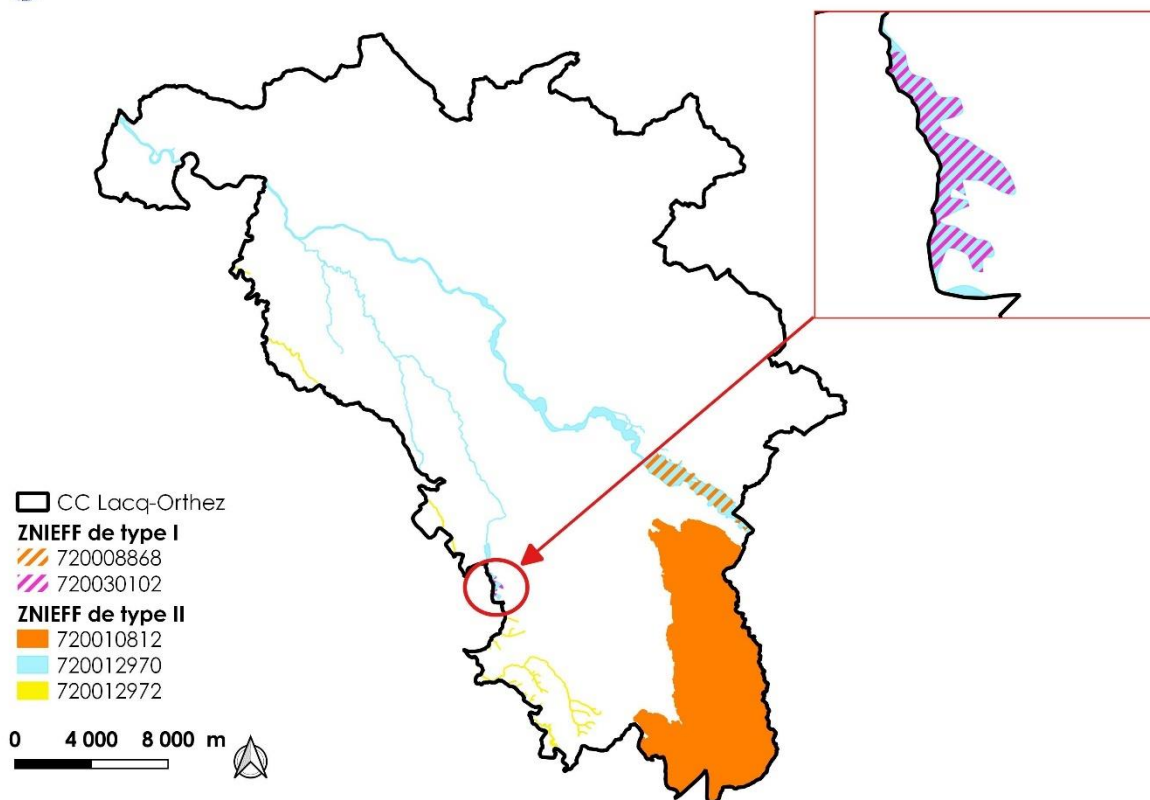 CC Lacq-Orthez
ZNIEFF de type I
720008868
720030102
ZNIEFF de type II
720010812
720012970
720012972
0 4 000 8 000 m